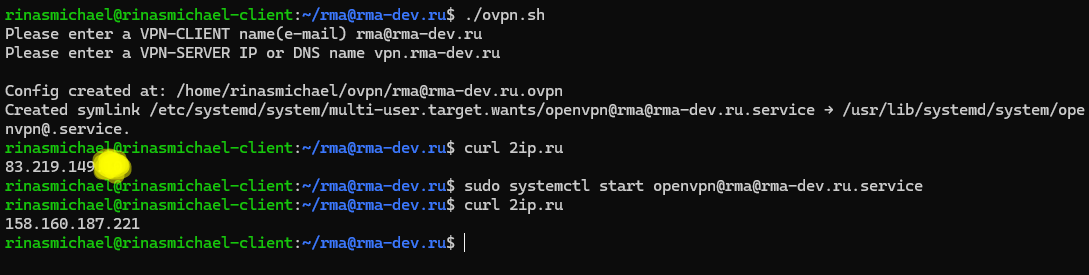 rinasmichael@rinasmichael-client:~/rma@rma-dev.ru$ ./ovpn.sh
Please enter a VPN-CLIENT name(e-mail) rma@rma-dev.ru
Please enter a VPN-SERVER IP or DNS name vpn.rma-dev.ru
Config created at: /home/rinasmichael/ovpn/rma@rma-dev.ru.ovpn
Created symlink /etc/systemd/system/multi-user.target.wants/openvpn@rma@rma-dev.ru.service → /usr/lib/systemd/system/ope
nvpn@.service.
rinasmichael@rinasmichael-client:~/rma@rma-dev.ru$ curl 2ip.ru
83.219.149
rinasmichael@rinasmichael-client:~/rma@rma-dev.ru$ sudo systemctl start openvpn@rma@rma-dev.ru.service
rinasmichael@rinasmichael-client:~/rma@rma-dev.ru$ curl 2ip.ru
158.160.187.221
rinasmichael@rinasmichael-client:~/rma@rma-dev.ru$